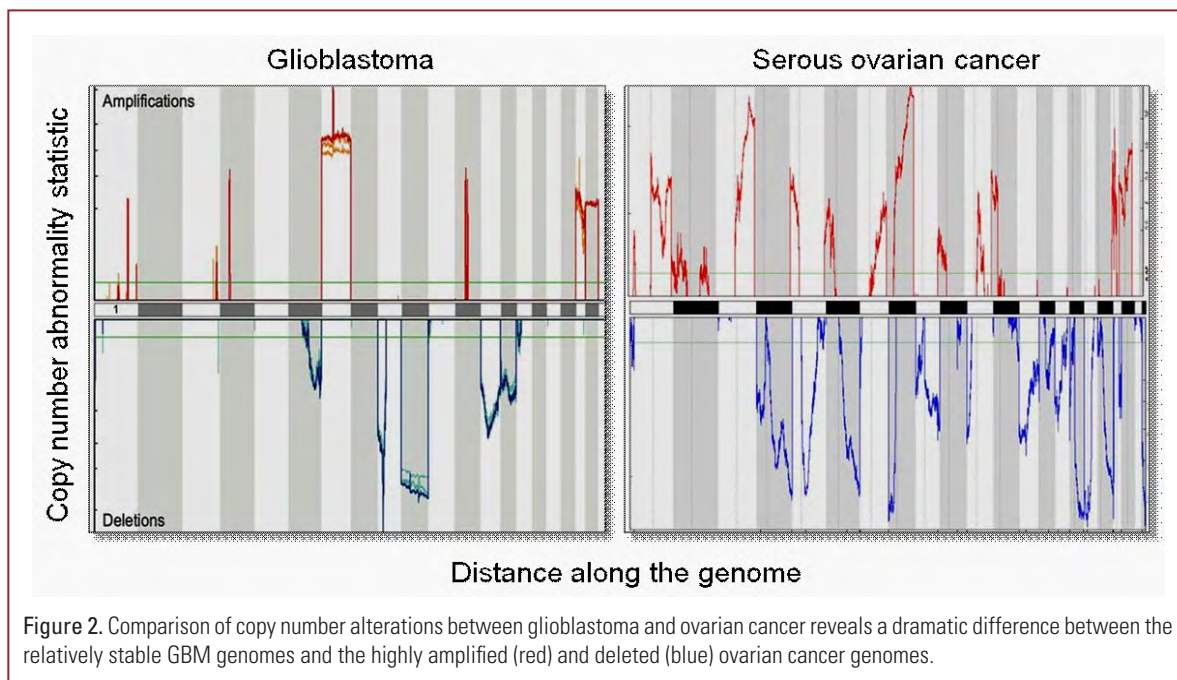 Glioblastoma
Serous ovarian cancer
Copy number abnormality statistic
Amplifications
1
Deletions
Distance along the genome
Figure 2. Comparison of copy number alterations between glioblastoma and ovarian cancer reveals a dramatic difference between the
relatively stable GBM genomes and the highly amplified (red) and deleted (blue) ovarian cancer genomes.